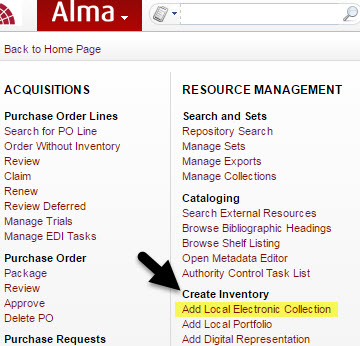 Alma
Back to Home Page
ACQUISITIONS
Purchase Order Lines
Search for PO Line
Order Without Inventory
Review
Claim
Renew
Review Deferred
Manage Trials
Manage EDI Tasks
Purchase Order
Package
Review
Approve
Delete PO
Purchase Requests
RESOURCE MANAGEMENT
Search and Sets
Repository Search
Manage Sets
Manage Exports
Manage Collections
Cataloging
Search External Resources
Browse Bibliographic Headings
Browse Shelf Listing
Open Metadata Editor
Authority Control Task List
Create Inventory
Add Local Electronic Collection
Add Local Portfolio
Add Digital Representation